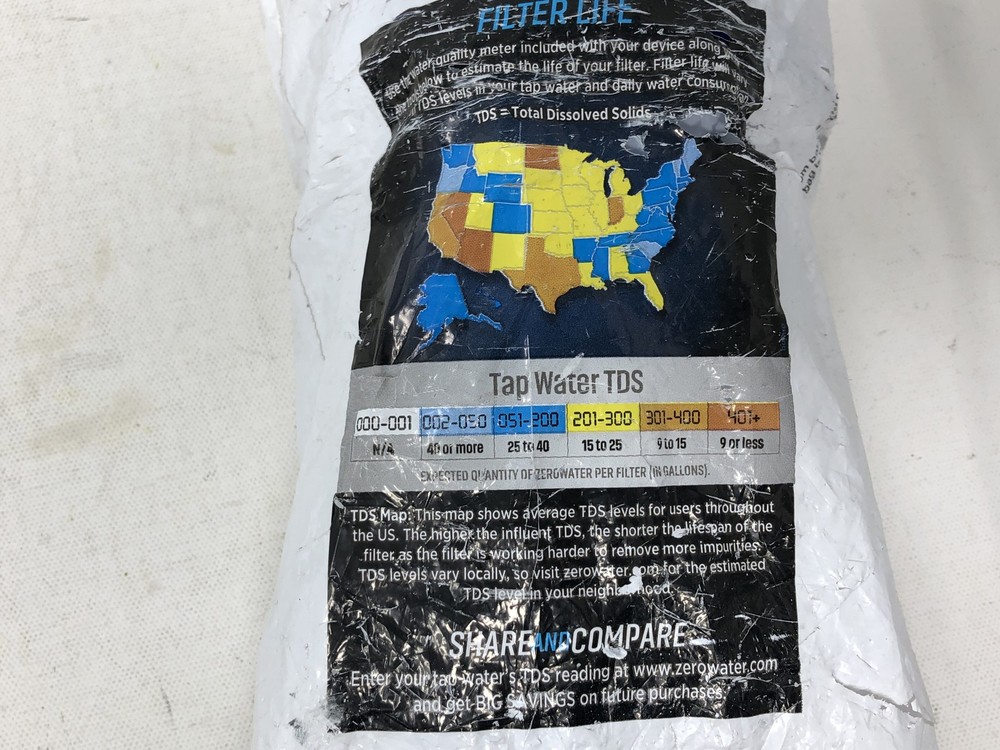 FILTER LIFE
water quality meter included with your device along
below to estimate the life of your filter. Filter life will vary
TDS levels in your tap water and daily water consumption
TDS = Total Dissolved Solids
Tap Water TDS
000-001 002-050 051-200 201-300 301-400 401+
N/A 40 or more 25 to 40 15 to 25 9 to 15 9 or less
EXPECTED QUANTITY OF ZEROWATER PER FILTER (IN GALLONS).
TDS Map: This map shows average TDS levels for users throughout
the US. The higher the influent TDS, the shorter the lifespan of the
filter as the filter is working harder to remove more impurities.
TDS levels vary locally, so visit zerowater.com for the estimated
TDS level in your neighborhood.
SHARE AND COMPARE
Enter your tap water's TDS reading at www.zerowater.com
and get BIG SAVINGS on future purchases.